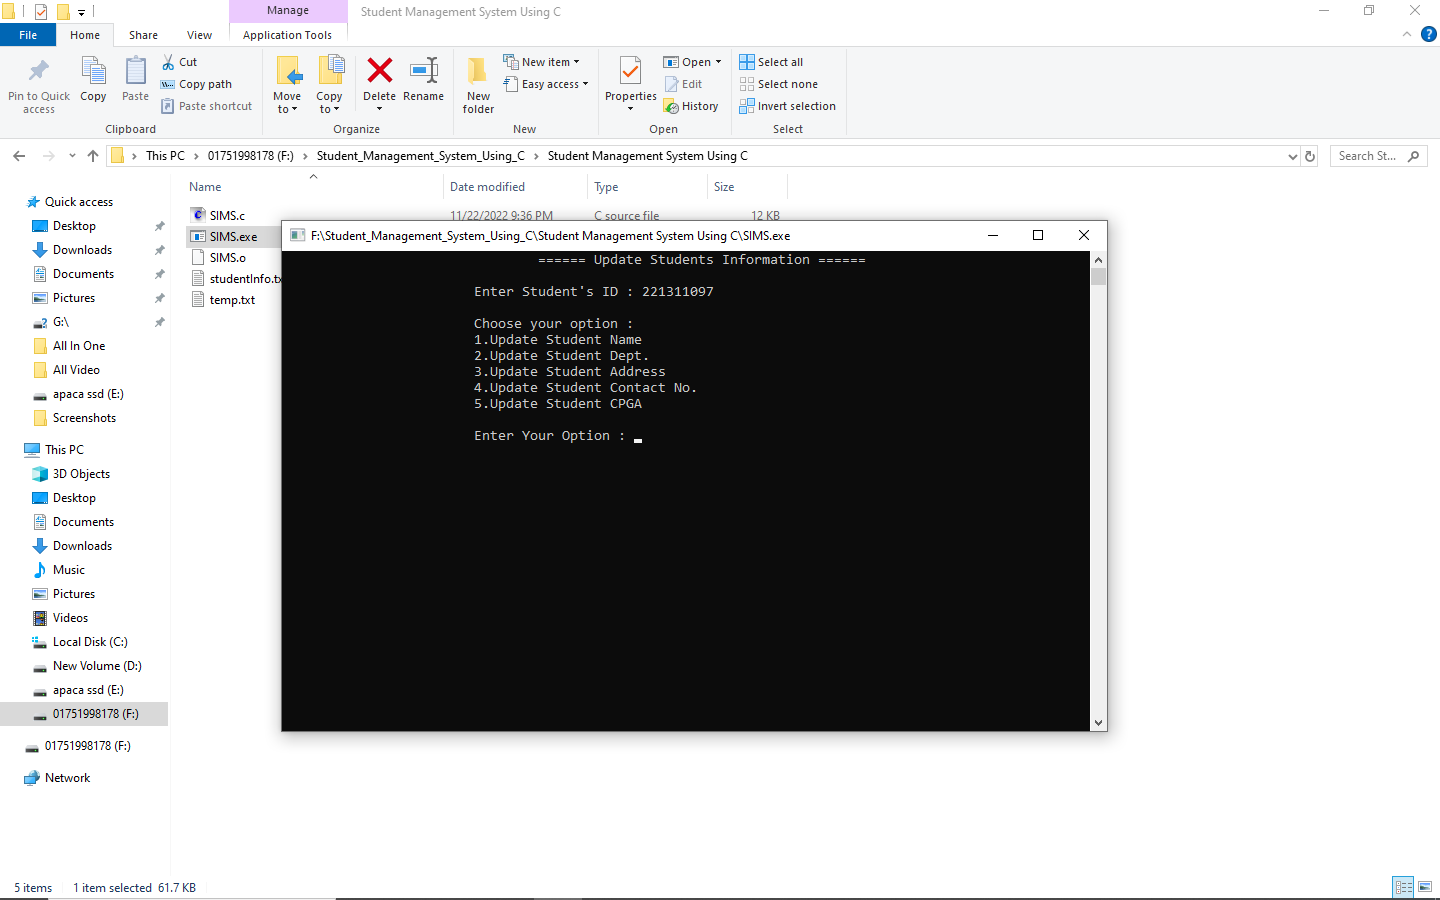 Manage
Student Management System Using C
File
Home
Share
View
Application Tools
Pin to Quick access
Copy
Paste
Cut
Copy path
Paste shortcut
Clipboard
Move to
Copy to
Delete
Rename
Organize
New folder
New item
Easy access
New
Properties
Open
Edit
History
Open
Select all
Select none
Invert selection
Select
This PC > 01751998178 (F:) > Student_Management_System_Using_C > Student Management System Using C
Search St...
Name
Date modified
Type
Size
SIMS.c
11/22/2022 9:36 PM
C source file
12 KB
SIMS.exe
SIMS.o
studentInfo.tx
temp.txt
Quick access
Desktop
Downloads
Documents
Pictures
G:\
All In One
All Video
apaca ssd (E:)
Screenshots
This PC
3D Objects
Desktop
Documents
Downloads
Music
Pictures
Videos
Local Disk (C:)
New Volume (D:)
apaca ssd (E:)
01751998178 (F:)
01751998178 (F:)
Network
F:\Student_Management_System_Using_C\Student Management System Using C\SIMS.exe
====== Update Students Information ======
Enter Student's ID : 221311097
Choose your option :
1.Update Student Name
2.Update Student Dept.
3.Update Student Address
4.Update Student Contact No.
5.Update Student CPGA
Enter Your Option :
5 items
1 item selected 61.7 KB